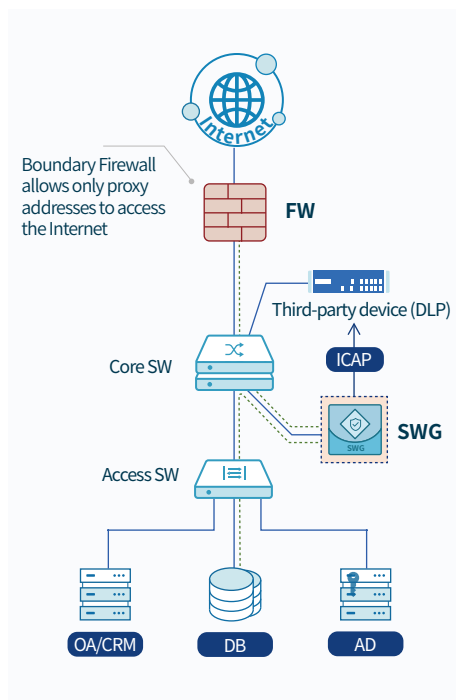 Internet
Boundary Firewall
allows only proxy
addresses to access
the Internet
FW
Third-party device (DLP)
Core SW
ICAP
SWG
SWG
Access SW
OA/CRM
DB
AD